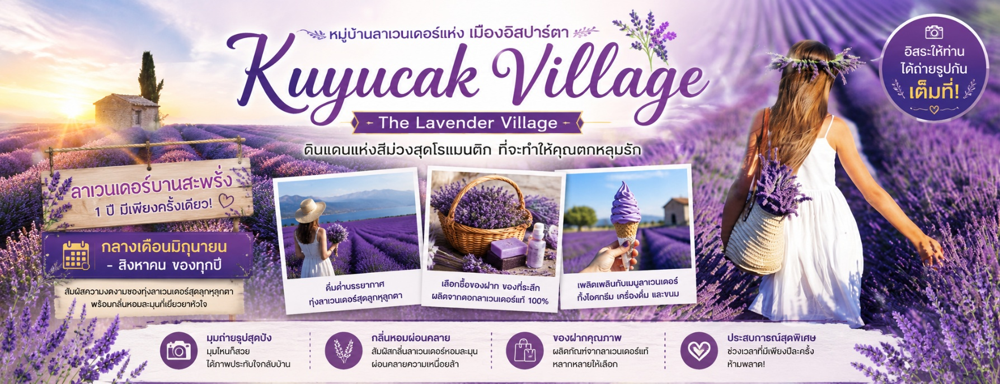 หมู่บ้านลาเวนเดอร์แห่ง เมืองอิสปาร์ตา
Kuyucak Village
The Lavender Village
ดินแดนแห่งสีม่วงสุดโรแมนติก ที่จะทำให้คุณตกหลุมรัก
อิสระให้ท่าน
ได้ถ่ายรูปกัน
เต็มที่!
ลาเวนเดอร์บานสะพรั่ง
1 ปี มีเพียงครั้งเดียว!
กลางเดือนมิถุนายน
- สิงหาคม ของทุกปี
สัมผัสความงดงามของทุ่งลาเวนเดอร์สุดลุกหุลุกตา
พร้อมกลิ่นหอมละมุนที่เยียวยาหัวใจ
ดื่มด่ำบรรยากาศ
ทุ่งลาเวนเดอร์สุดลูกหูลูกตา
เลือกซื้อของฝาก ของที่ระลึก
ผลิตจากดอกลาเวนเดอร์แท้ 100%
เพลิดเพลินกับเมนูลาเวนเดอร์
ทั้งไอศกรีม เครื่องดื่ม และขนม
มุมถ่ายรูปสุดปัง
มุมไหนก็สวย
ได้ภาพประทับใจกลับบ้าน
กลิ่นหอมผ่อนคลาย
สัมผัสกลิ่นลาเวนเดอร์หอมละมุน
ผ่อนคลายความเหนื่อยล้า
ของฝากคุณภาพ
ผลิตภัณฑ์จากลาเวนเดอร์แท้
หลากหลายให้เลือก
ประสบการณ์สุดพิเศษ
ช่วงเวลาที่มีเพียงปีละครั้ง
ห้ามพลาด!